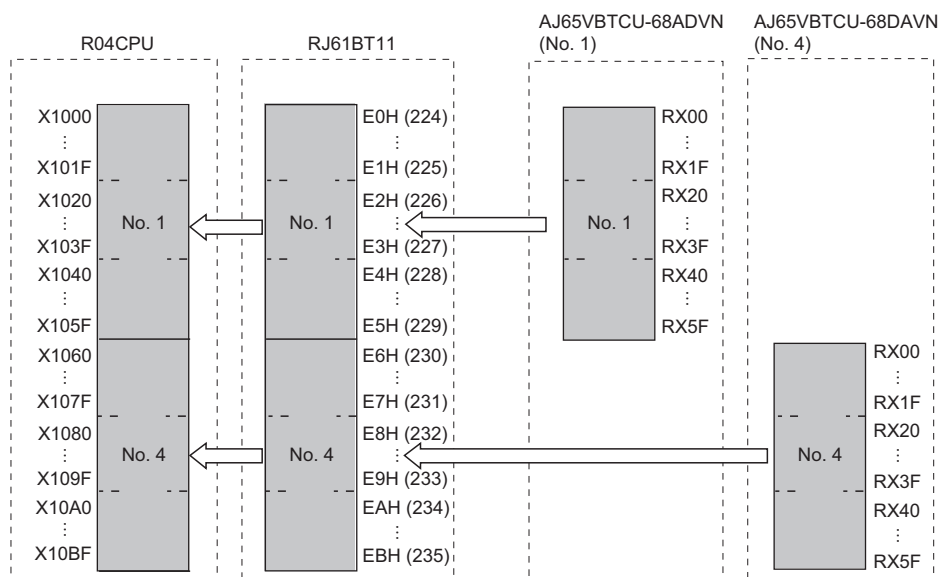 R04CPU
RJ61BT11
AJ65VBTCU-68ADVN
(No. 1)
AJ65VBTCU-68DAVN
(No. 4)
X1000
⋮
X101F
X1020
⋮
X103F
X1040
⋮
X105F
X1060
⋮
X107F
X1080
⋮
X109F
X10A0
⋮
X10BF
No. 1
No. 4
No. 1
No. 4
E0H (224)
⋮
E1H (225)
E2H (226)
⋮
E3H (227)
E4H (228)
⋮
E5H (229)
E6H (230)
⋮
E7H (231)
E8H (232)
⋮
E9H (233)
EAH (234)
⋮
EBH (235)
No. 1
RX00
⋮
RX1F
RX20
⋮
RX3F
RX40
⋮
RX5F
No. 4
RX00
⋮
RX1F
RX20
⋮
RX3F
RX40
⋮
RX5F